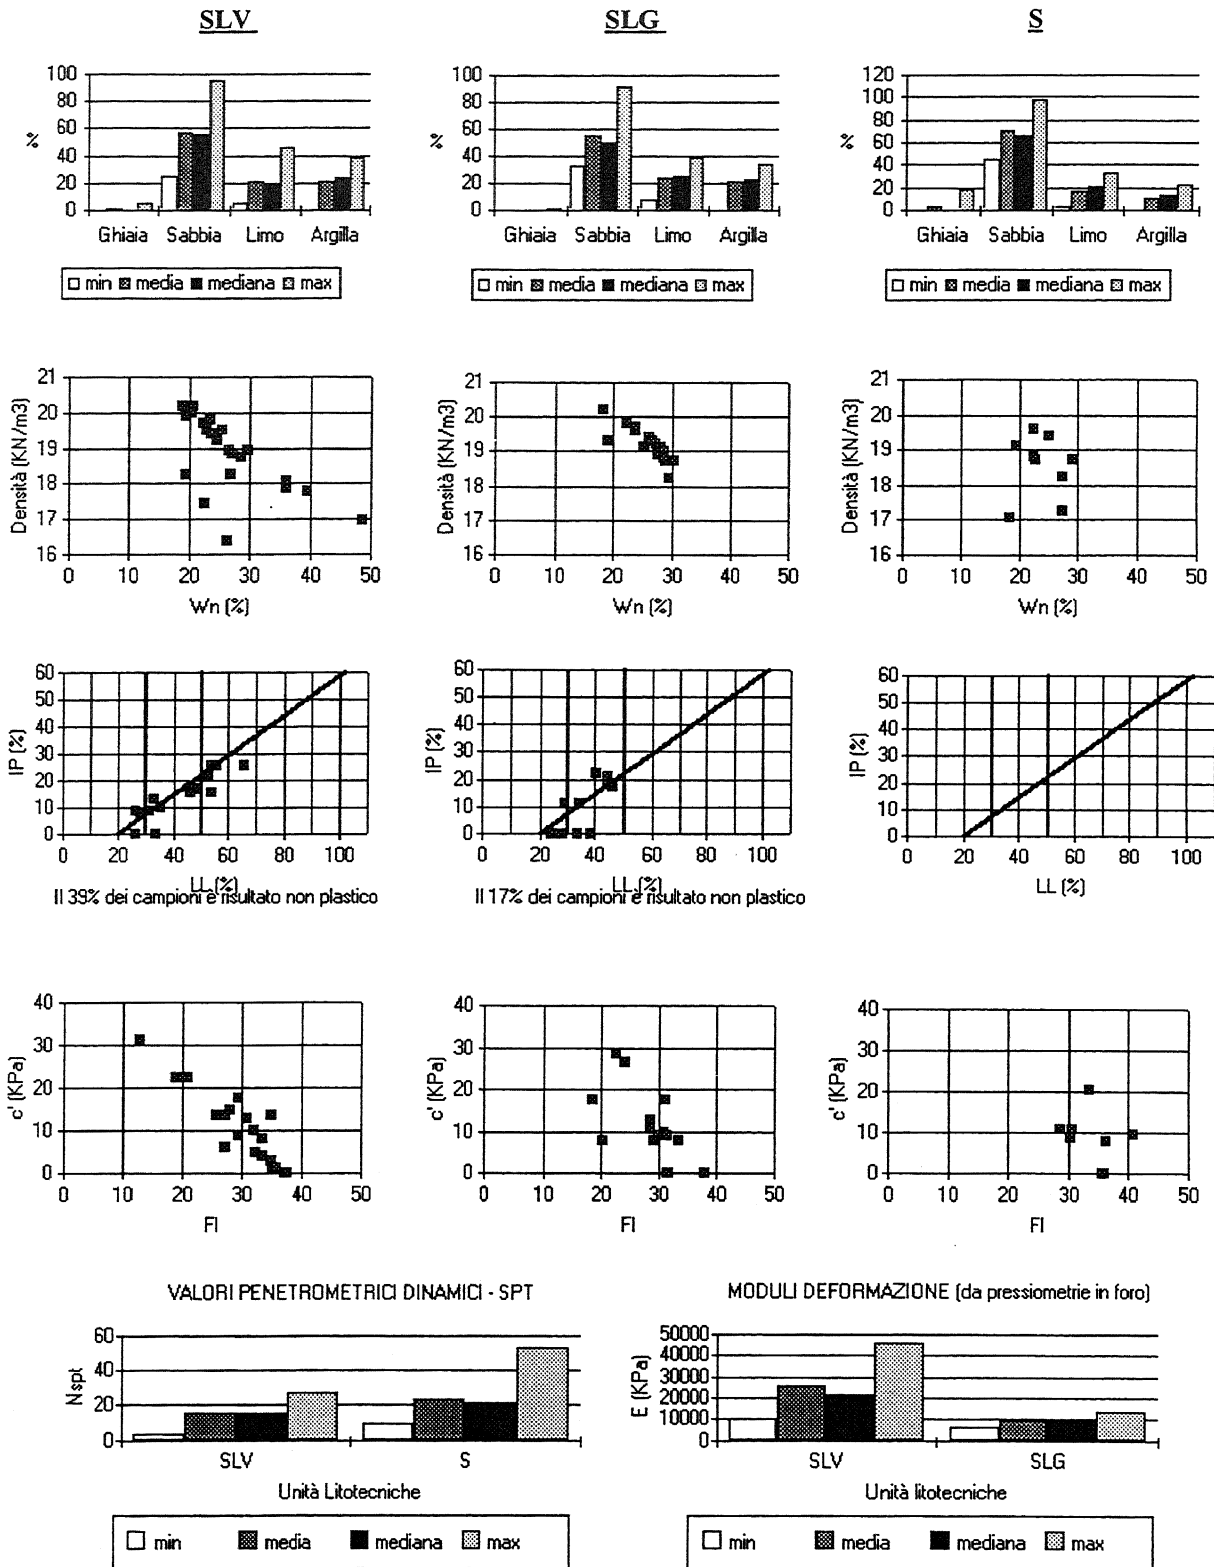 SLV SLG S
100 80 60 40 20 0
%
Ghiaia Sabbia Limo Argilla
min media mediana max
100 80 60 40 20 0
%
Ghiaia Sabbia Limo Argilla
min media mediana max
120 100 80 60 40 20 0
%
Ghiaia Sabbia Limo Argilla
min media mediana max
21 20 19 18 17 16
Densità (KN/m3)
0 10 20 30 40 50
Wn (%)
21 20 19 18 17 16
Densità (KN/m3)
0 10 20 30 40 50
Wn (%)
21 20 19 18 17 16
Densità (KN/m3)
0 10 20 30 40 50
Wn (%)
60 50 40 30 20 10 0
IP (%)
0 20 40 60 80 100
LL (%)
Il 39% dei campioni è risultato non plastico
60 50 40 30 20 10 0
IP (%)
0 20 40 60 80 100
LL (%)
Il 17% dei campioni è risultato non plastico
60 50 40 30 20 10 0
IP (%)
0 20 40 60 80 100
LL (%)
40 30 20 10 0
c' (KPa)
0 10 20 30 40 50
FI
40 30 20 10 0
c' (KPa)
0 10 20 30 40 50
FI
40 30 20 10 0
c' (KPa)
0 10 20 30 40 50
FI
VALORI PENETROMETRICI DINAMICI - SPT
60 40 20 0
Nspt
SLV S
Unità Litotecniche
min media mediana max
MODULI DEFORMAZIONE (da pressiometrie in foro)
50000 40000 30000 20000 10000 0
E (KPa)
SLV SLG
Unità litotecniche
min media mediana max